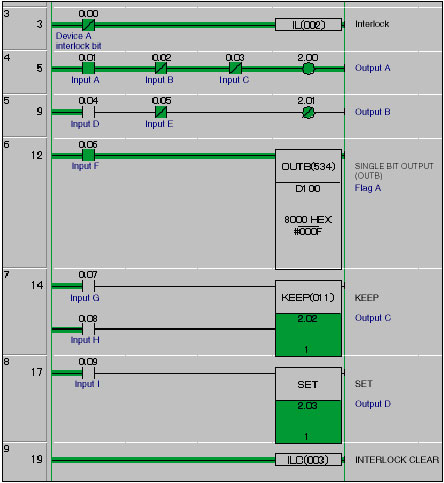 3
0.00
3
IL(002)
Interlock
Device A
interlock bit
4
0.01 0.02 0.03 2.00
5
Output A
Input A Input B Input C
5
0.04 0.05 2.01
9
Output B
Input D Input E
6
0.06
12
Input F
OUTB(534)
SINGLE BIT OUTPUT
(OUTB)
D100
Flag A
8000 HEX
#000F
7
0.07
14
Input G
KEEP(011)
KEEP
0.08
2.02
Output C
Input H
1
8
0.09
17
Input I
SET
SET
2.03
Output D
1
9
19
ILC(003)
INTERLOCK CLEAR